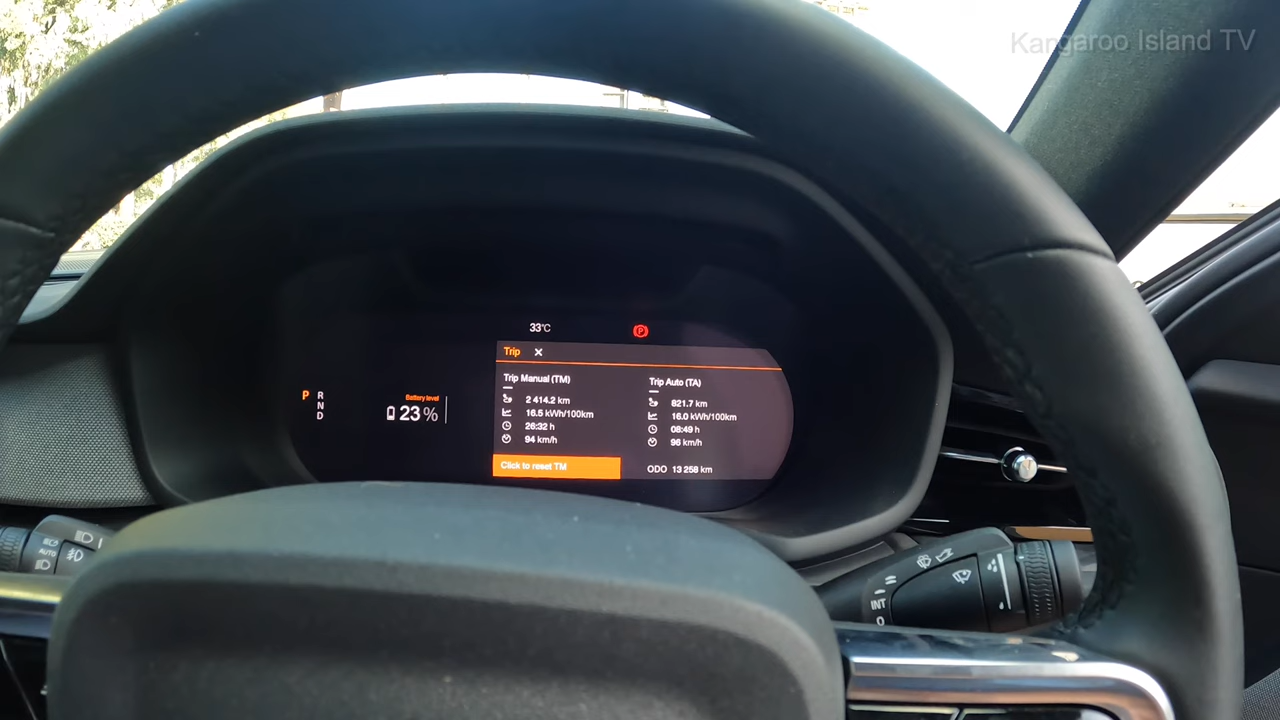 Kangaroo Island TV
33°C
P
Trip
Trip Manual (TM)
2 414.2 km
16.5 kWh/100km
26:32 h
94 km/h
Click to reset TM
Trip Auto (TA)
821.7 km
16.0 kWh/100km
08:49 h
96 km/h
ODO 13 258 km
P R
N
D
Battery level
23 %
AUTO
INT
O